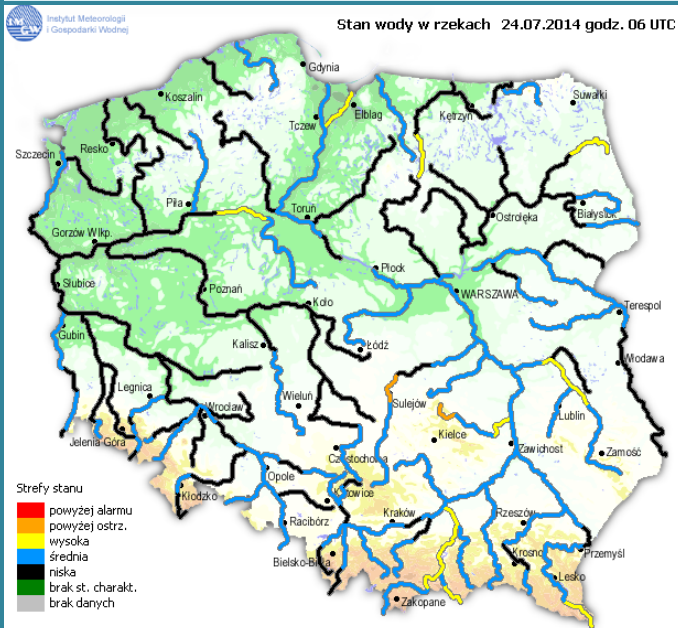 Instytut Meteorologii
i Gospodarki Wodnej
IMGW
Stan wody w rzekach 24.07.2014 godz. 06 UTC
Gdynia
Koszalin
Suwałki
Elbląg
Kętrzyn
Tczew
Resko
Szczecin
Piła
Toruń
Ostrołęka
Białystok
Gorzów Wlkp.
Płock
Słubice
Poznań
WARSZAWA
Koło
Terespol
Gubin
Kalisz
Łódź
Włodawa
Legnica
Wieluń
Sulejów
Wrocław
Lublin
Jelenia Góra
Kielce
Zawichost
Zamość
Częstochowa
Opole
Strefy stanu
Kłodzko
Katowice
powyżej alarmu
Racibórz
Kraków
Rzeszów
powyżej ostrz.
wysoka
Przemyśl
średnia
Bielsko-Biała
Krosno
niska
Lesko
brak st. charakt.
Zakopane
brak danych